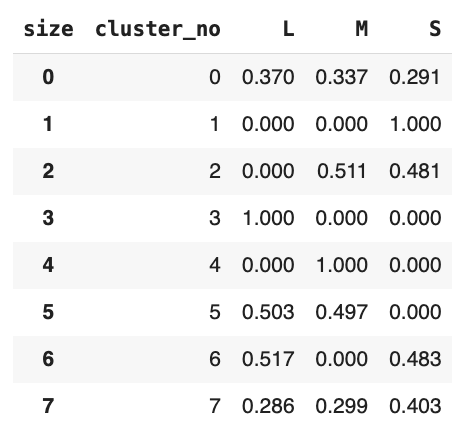 size cluster_no L M S
0 0 0.370 0.337 0.291
1 1 0.000 0.000 1.000
2 2 0.000 0.511 0.481
3 3 1.000 0.000 0.000
4 4 0.000 1.000 0.000
5 5 0.503 0.497 0.000
6 6 0.517 0.000 0.483
7 7 0.286 0.299 0.403